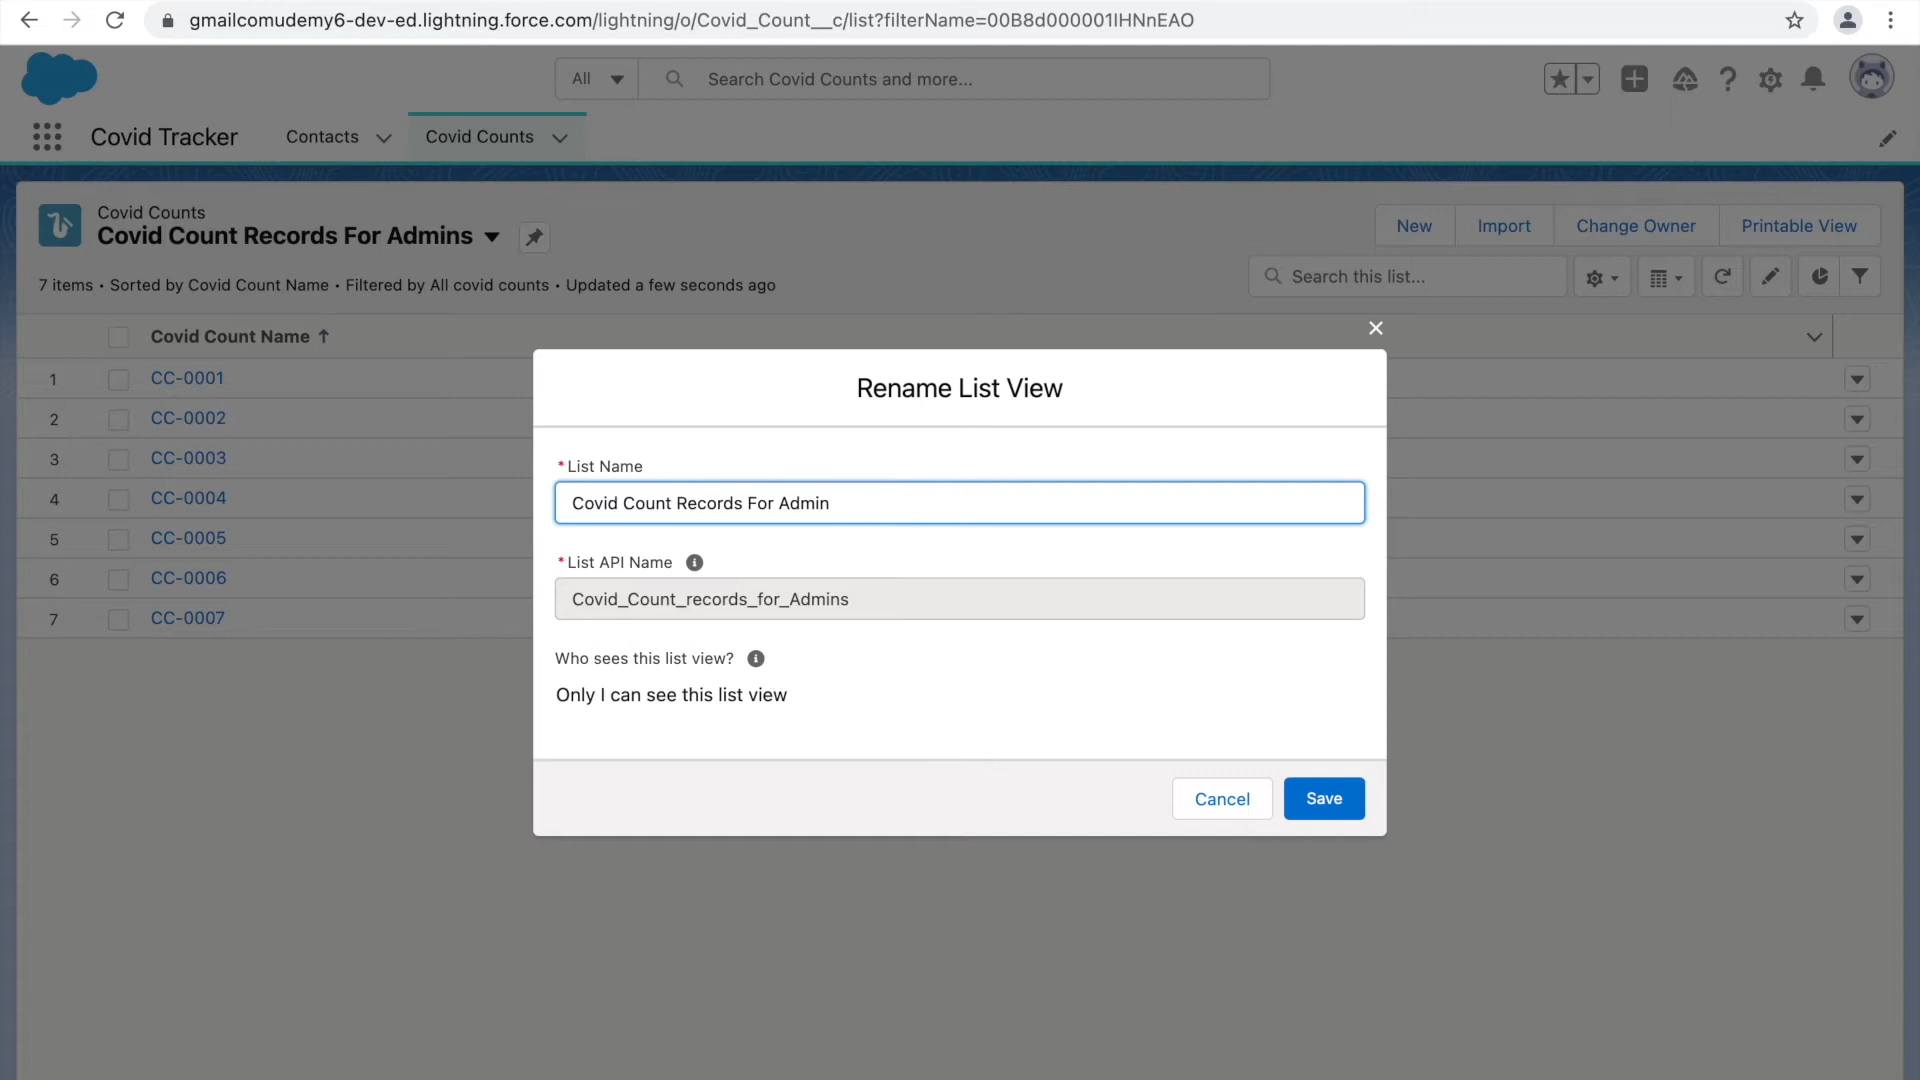 gmailcomudemy6-dev-ed.lightning.force.com/lightning/o/Covid_Count__c/list?filterName=00B8d000001IHNnEAO
All
Search Covid Counts and more...
Covid Tracker
Contacts
Covid Counts
Covid Counts
Covid Count Records For Admins
New
Import
Change Owner
Printable View
7 items • Sorted by Covid Count Name • Filtered by All covid counts • Updated a few seconds ago
Search this list...
Covid Count Name
1 CC-0001
2 CC-0002
3 CC-0003
4 CC-0004
5 CC-0005
6 CC-0006
7 CC-0007
Rename List View
*List Name
Covid Count Records For Admin
*List API Name
Covid_Count_records_for_Admins
Who sees this list view?
Only I can see this list view
Cancel
Save